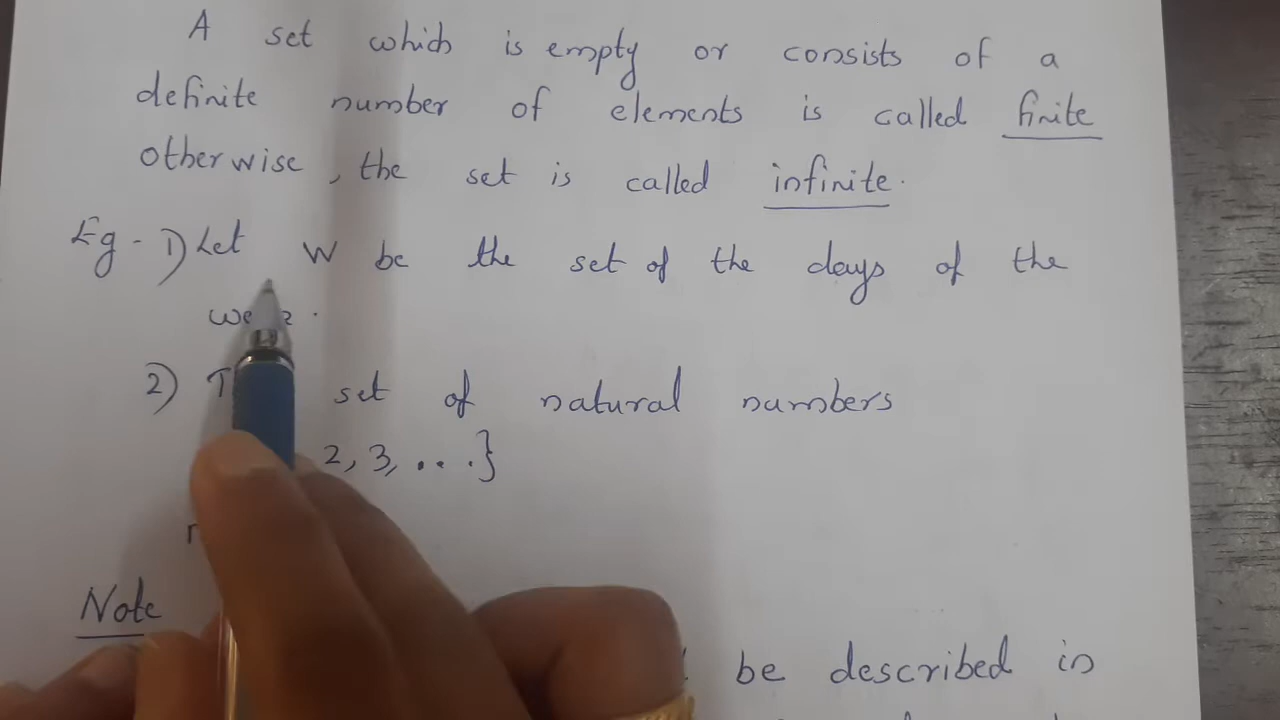 A set which is empty or consists of a
definite number of elements is called finite
otherwise, the set is called infinite.
Eg - 1) Let W be the set of the days of the
2) set of natural numbers
2, 3, ....}
Note
be described in